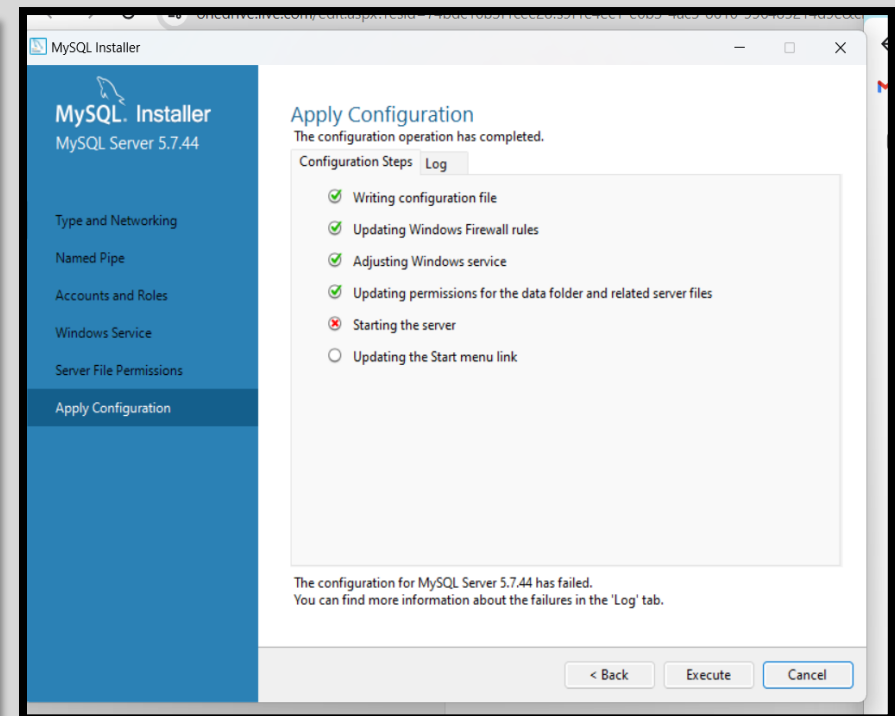 MySQL Installer
MySQL. Installer
MySQL Server 5.7.44
Type and Networking
Named Pipe
Accounts and Roles
Windows Service
Server File Permissions
Apply Configuration
Apply Configuration
The configuration operation has completed.
Configuration Steps Log
Writing configuration file
Updating Windows Firewall rules
Adjusting Windows service
Updating permissions for the data folder and related server files
Starting the server
Updating the Start menu link
The configuration for MySQL Server 5.7.44 has failed.
You can find more information about the failures in the 'Log' tab.
< Back Execute Cancel